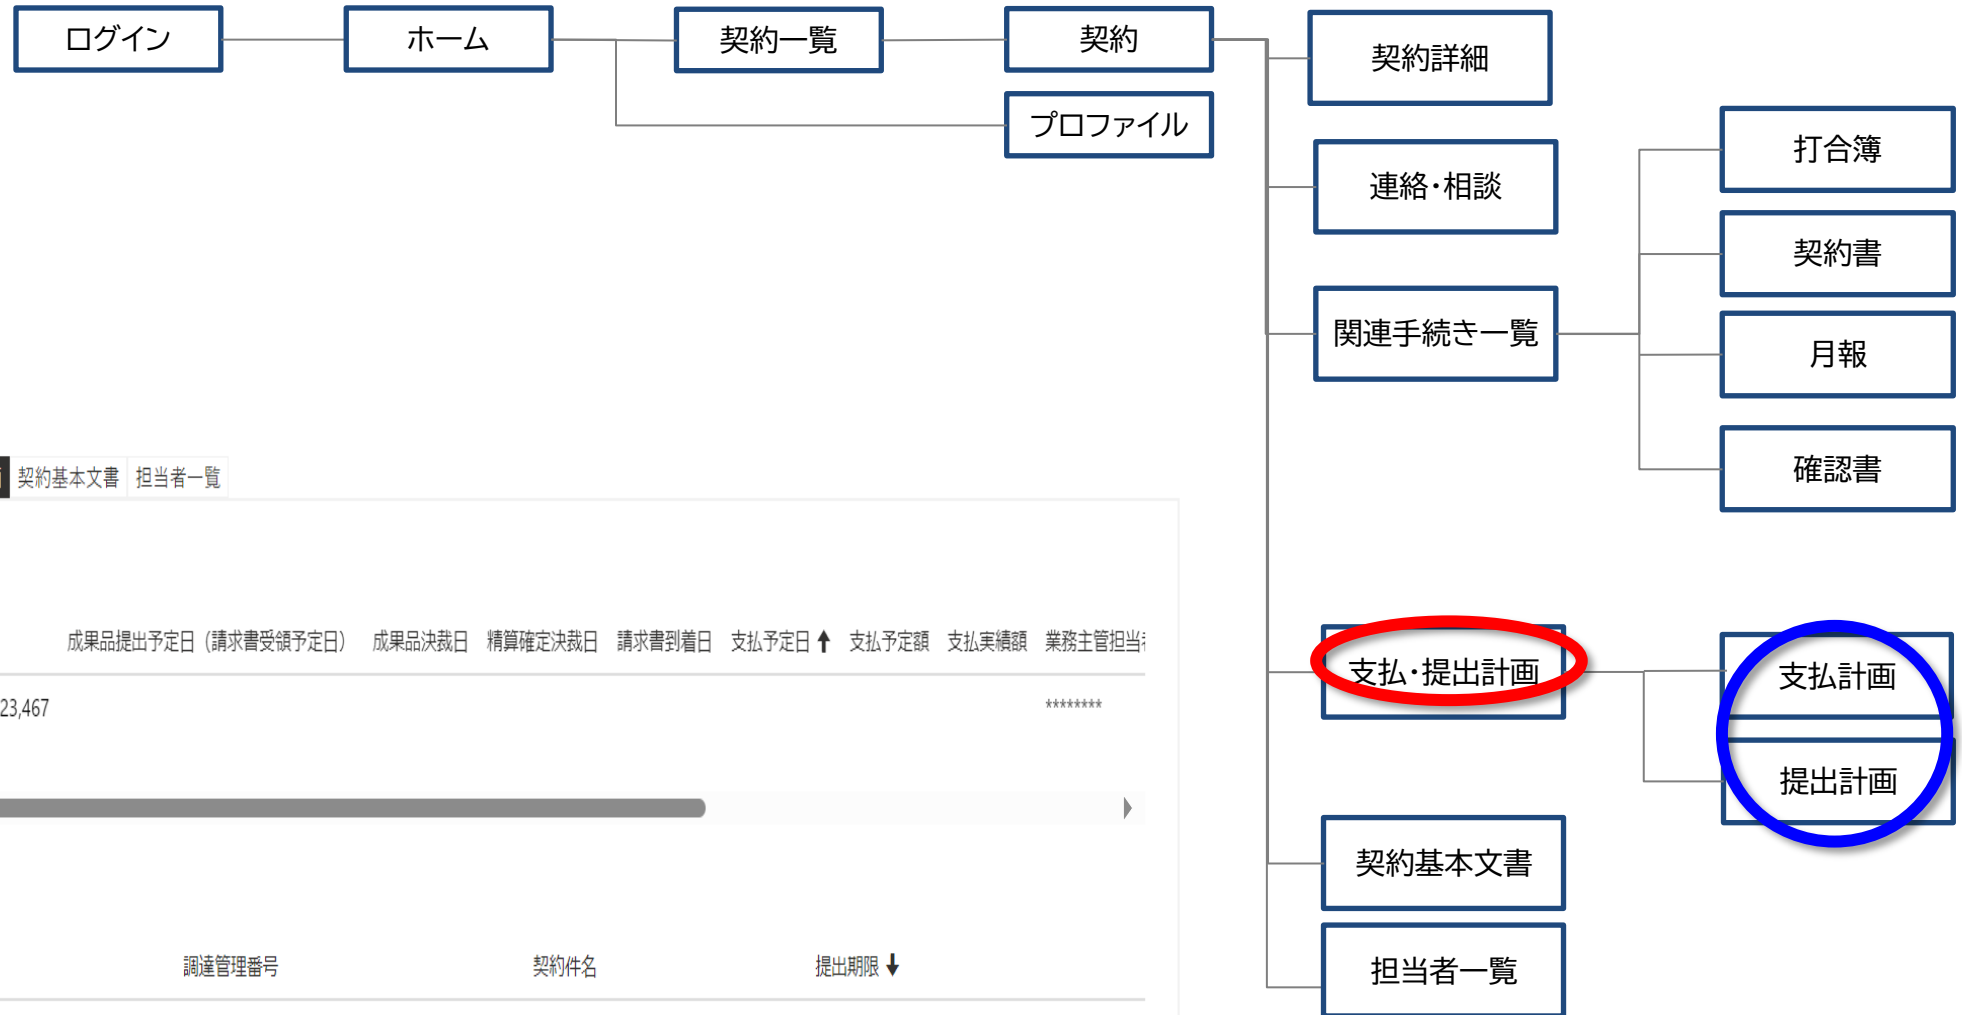 ログイン
ホーム
契約一覧
契約
プロファイル
契約詳細
連絡・相談
関連手続き一覧
打合簿
契約書
月報
確認書
支払・提出計画
支払計画
提出計画
契約基本文書
担当者一覧
契約基本文書 担当者一覧
成果品提出予定日（請求書受領予定日） 成果品決裁日 精算確定決裁日 請求書到着日 支払予定日↑ 支払予定額 支払実績額 業務主管担当
23,467 ********
調達管理番号 契約件名 提出期限↓